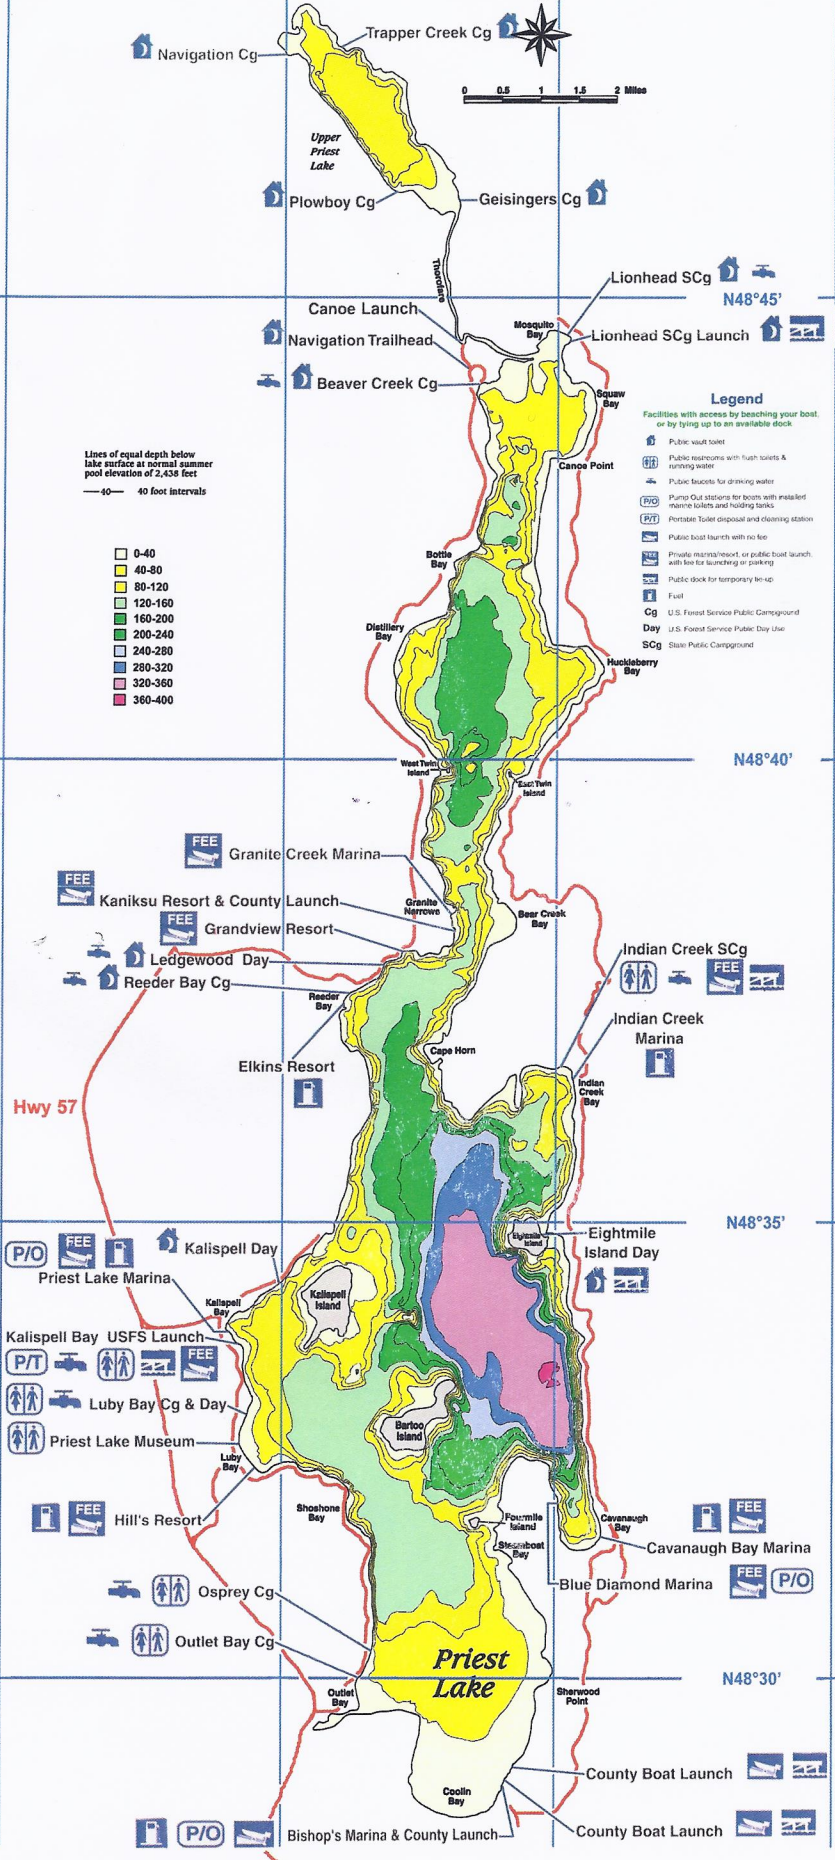 Trapper Creek Cg
Navigation Cg
0 0.5 1 1.5 2 Miles
Upper
Priest
Lake
Plowboy Cg
Geisingers Cg
Thorofare
Lionhead SCg
N48°45'
Canoe Launch
Mosquito
Bay
Lionhead SCg Launch
Navigation Trailhead
Beaver Creek Cg
Squaw
Bay
Legend
Facilities with access by beaching your boat
or by tying up to an available dock
Public vault toilet
Public restrooms with flush toilets &
running water
Public faucets for drinking water
P/O
Pump Out stations for boats with installed
marine toilets and holding tanks
P/T
Portable Toilet disposal and cleaning station
Public boat launch with no fee
FEE
Private marina/resort, or public boat launch,
with fee for launching or parking
Public dock for temporary tie-up
Fuel
Cg U.S. Forest Service Public Campground
Day U.S. Forest Service Public Day Use
SCg State Public Campground
Lines of equal depth below
lake surface at normal summer
pool elevation of 2,438 feet
40 40 foot intervals
Canoe Point
0-40
40-80
80-120
120-160
160-200
200-240
240-280
280-320
320-360
360-400
Bottle
Bay
Distillery
Bay
Huckleberry
Bay
N48°40'
West Twin
Island
East Twin
Island
FEE
Granite Creek Marina
FEE
Kaniksu Resort & County Launch
Granite
Narrows
Bear Creek
Bay
FEE
Grandview Resort
Ledgewood Day
Reeder Bay Cg
Reeder
Bay
Indian Creek SCg
FEE
Indian Creek
Marina
Cape Horn
Elkins Resort
Indian
Creek
Bay
Hwy 57
N48°35'
Eightmile
Island
Eightmile
Island Day
P/O FEE
Kalispell Day
Priest Lake Marina
Kalispell
Island
Kalispell
Bay
Kalispell Bay USFS Launch
P/T FEE
Luby Bay Cg & Day
Bartoo
Island
Priest Lake Museum
Luby
Bay
FEE
Hill's Resort
Shoshone
Bay
Fourmile
Island
Cavanaugh
Bay
FEE
Steamboat
Bay
Cavanaugh Bay Marina
Blue Diamond Marina
FEE P/O
Osprey Cg
Outlet Bay Cg
Priest
Lake
N48°30'
Outlet
Bay
Sherwood
Point
County Boat Launch
Coolin
Bay
P/O
Bishop's Marina & County Launch
County Boat Launch